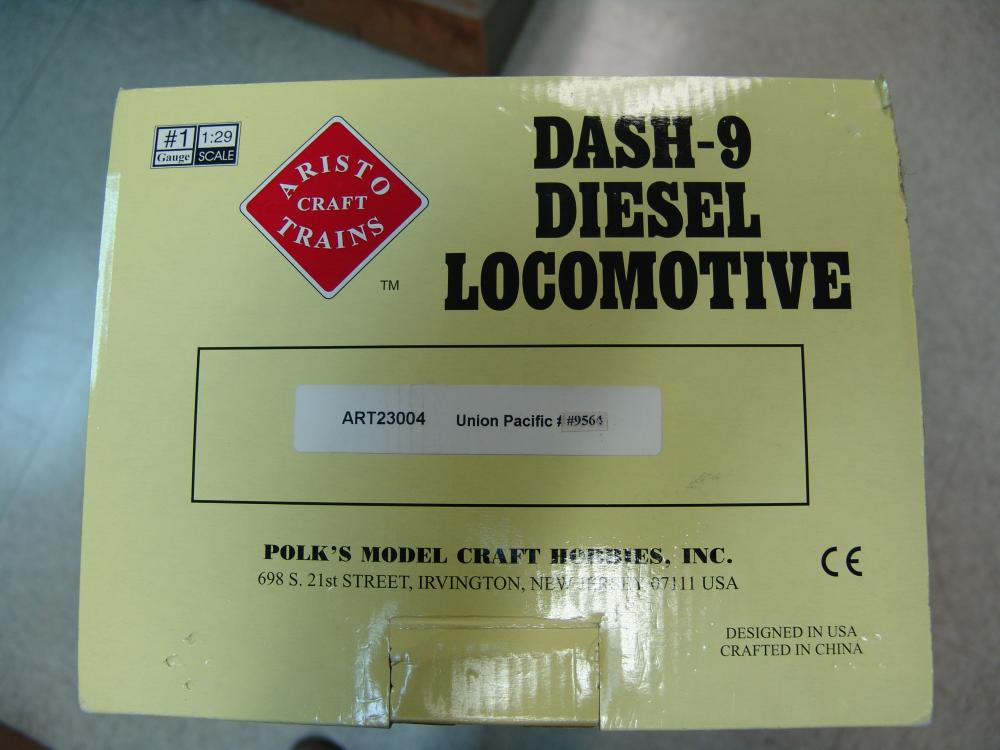 #1 1:29
Gauge SCALE
ARISTO
CRAFT
TRAINS
TM
DASH-9
DIESEL
LOCOMOTIVE
ART23004 Union Pacific # #9564
POLK'S MODEL CRAFT HOBBIES, INC.
698 S. 21st STREET, IRVINGTON, NEW JERSEY 07111 USA
CE
DESIGNED IN USA
CRAFTED IN CHINA